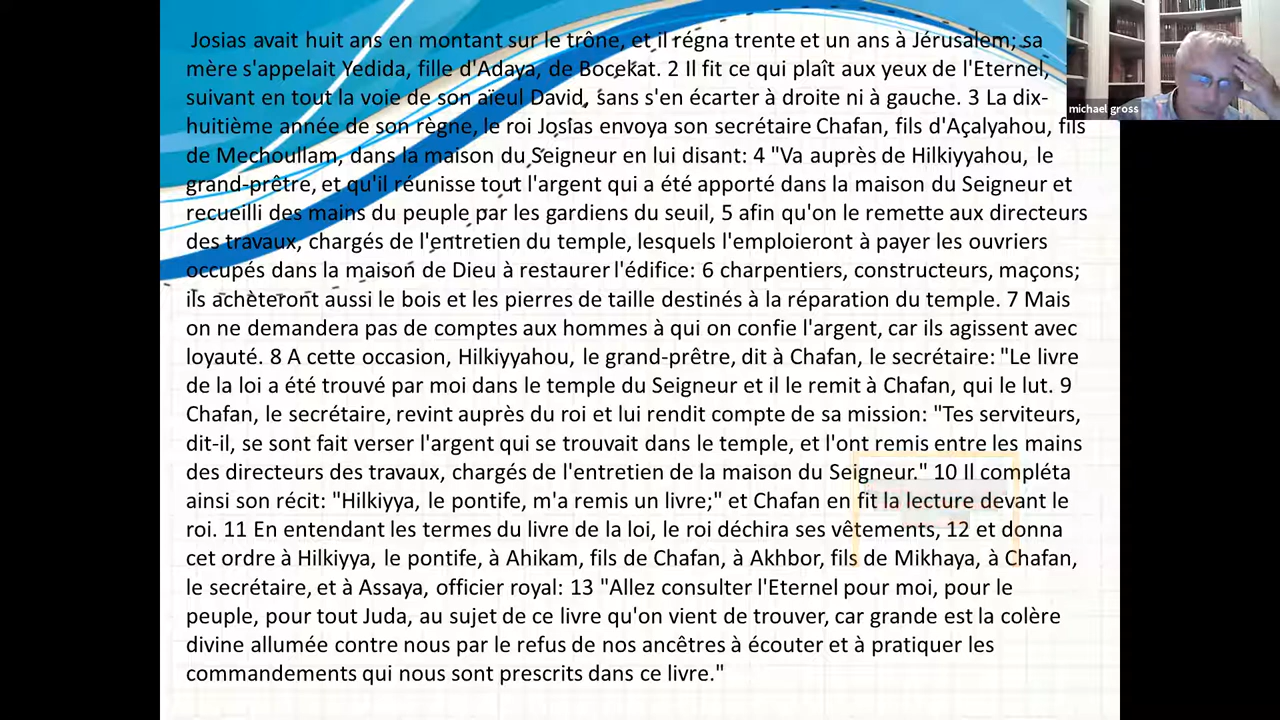 Josias avait huit ans en montant sur le trône, et il régna trente et un ans à Jérusalem; sa
mère s'appelait Yedida, fille d'Adaya, de Bocekat. 2 Il fit ce qui plaît aux yeux de l'Eternel,
suivant en tout la voie de son aïeul David, sans s'en écarter à droite ni à gauche. 3 La dix-
huitième année de son règne, le roi Josias envoya son secrétaire Chafan, fils d'Açalyahou, fils
de Mechoullam, dans la maison du Seigneur en lui disant: 4 "Va auprès de Hilkiyyahou, le
grand-prêtre, et qu'il réunisse tout l'argent qui a été apporté dans la maison du Seigneur et
recueilli des mains du peuple par les gardiens du seuil, 5 afin qu'on le remette aux directeurs
des travaux, chargés de l'entretien du temple, lesquels l'emploieront à payer les ouvriers
occupés dans la maison de Dieu à restaurer l'édifice: 6 charpentiers, constructeurs, maçons;
ils achèteront aussi le bois et les pierres de taille destinés à la réparation du temple. 7 Mais
on ne demandera pas de comptes aux hommes à qui on confie l'argent, car ils agissent avec
loyauté. 8 A cette occasion, Hilkiyyahou, le grand-prêtre, dit à Chafan, le secrétaire: "Le livre
de la loi a été trouvé par moi dans le temple du Seigneur et il le remit à Chafan, qui le lut. 9
Chafan, le secrétaire, revint auprès du roi et lui rendit compte de sa mission: "Tes serviteurs,
dit-il, se sont fait verser l'argent qui se trouvait dans le temple, et l'ont remis entre les mains
des directeurs des travaux, chargés de l'entretien de la maison du Seigneur." 10 Il compléta
ainsi son récit: "Hilkiyya, le pontife, m'a remis un livre;" et Chafan en fit la lecture devant le
roi. 11 En entendant les termes du livre de la loi, le roi déchira ses vêtements, 12 et donna
cet ordre à Hilkiyya, le pontife, à Ahikam, fils de Chafan, à Akhbor, fils de Mikhaya, à Chafan,
le secrétaire, et à Assaya, officier royal: 13 "Allez consulter l'Eternel pour moi, pour le
peuple, pour tout Juda, au sujet de ce livre qu'on vient de trouver, car grande est la colère
divine allumée contre nous par le refus de nos ancêtres à écouter et à pratiquer les
commandements qui nous sont prescrits dans ce livre."
michael gross